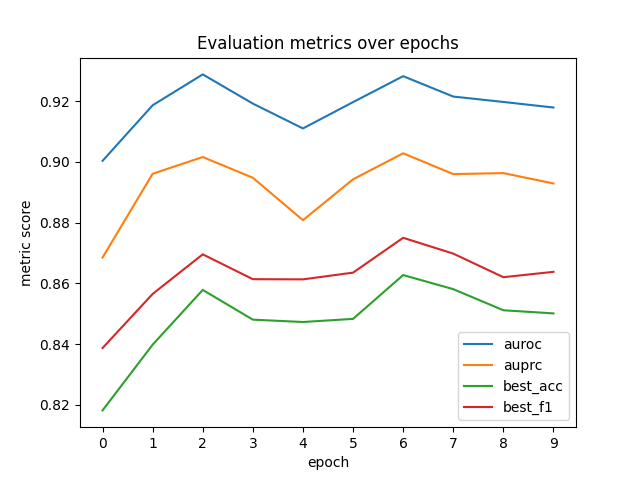 Evaluation metrics over epochs
metric score
0.92
0.90
0.88
0.86
0.84
0.82
0 1 2 3 4 5 6 7 8 9
epoch
auroc
auprc
best_acc
best_f1